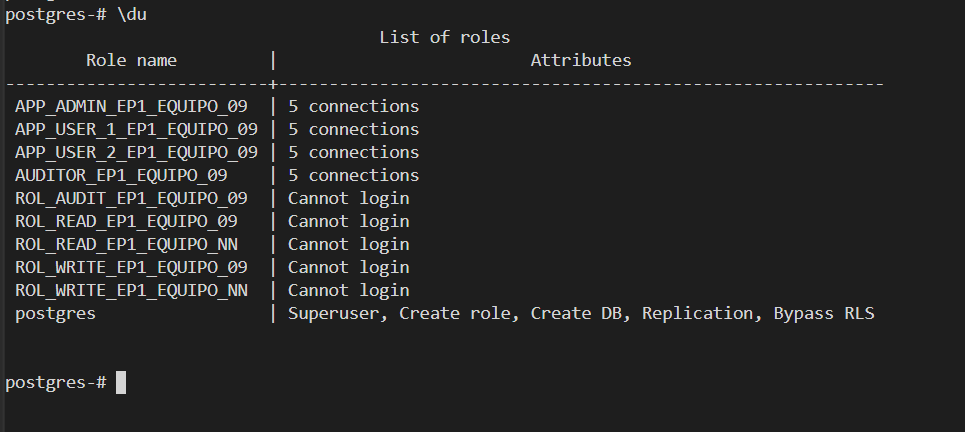 postgres-# \du
List of roles
Role name | Attributes
--------------------------+-----------------------------------------------------------
APP_ADMIN_EP1_EQUIPO_09 | 5 connections
APP_USER_1_EP1_EQUIPO_09 | 5 connections
APP_USER_2_EP1_EQUIPO_09 | 5 connections
AUDITOR_EP1_EQUIPO_09 | 5 connections
ROL_AUDIT_EP1_EQUIPO_09 | Cannot login
ROL_READ_EP1_EQUIPO_09 | Cannot login
ROL_READ_EP1_EQUIPO_NN | Cannot login
ROL_WRITE_EP1_EQUIPO_09 | Cannot login
ROL_WRITE_EP1_EQUIPO_NN | Cannot login
postgres | Superuser, Create role, Create DB, Replication, Bypass RLS
postgres-#